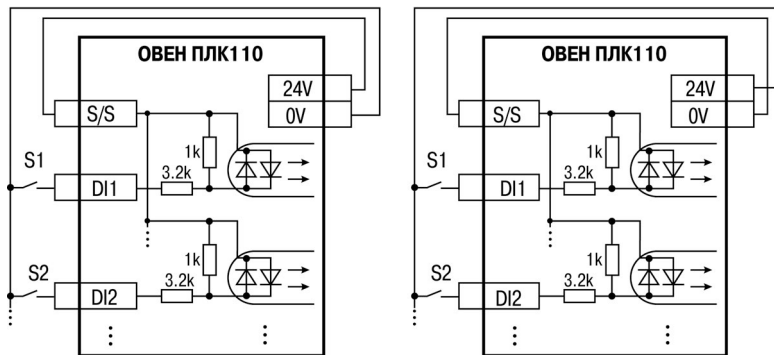 ОВЕН ПЛК110
24V
0V
S/S
1k
3.2k
S1
DI1
1k
3.2k
S2
DI2
ОВЕН ПЛК110
24V
0V
S/S
1k
3.2k
S1
DI1
1k
3.2k
S2
DI2